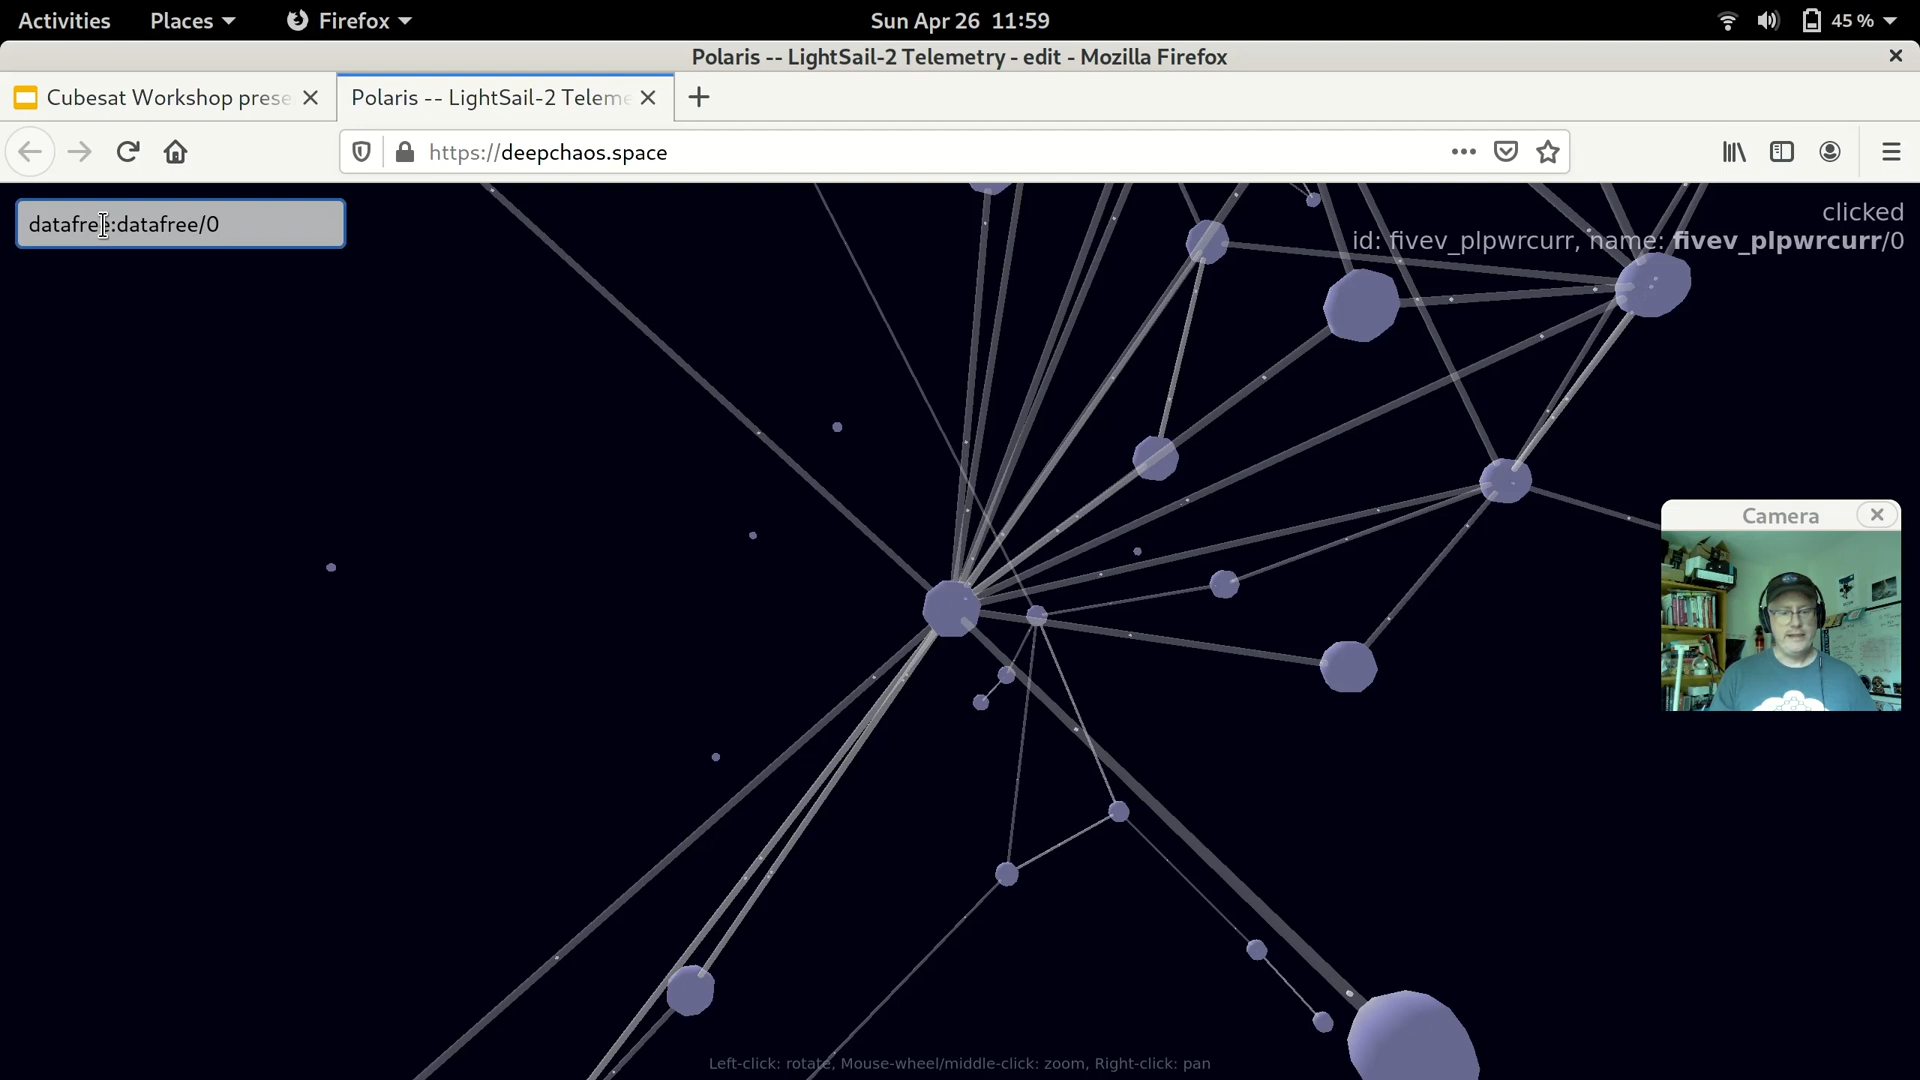 Activities Places Firefox Sun Apr 26 11:59 45 %
Polaris -- LightSail-2 Telemetry - edit - Mozilla Firefox
Cubesat Workshop prese Polaris -- LightSail-2 Teleme
https://deepchaos.space
datafree:datafree/0
clicked
id: fivev_plpwrcurr, name: fivev_plpwrcurr/0
Camera
Left-click: rotate, Mouse-wheel/middle-click: zoom, Right-click: pan